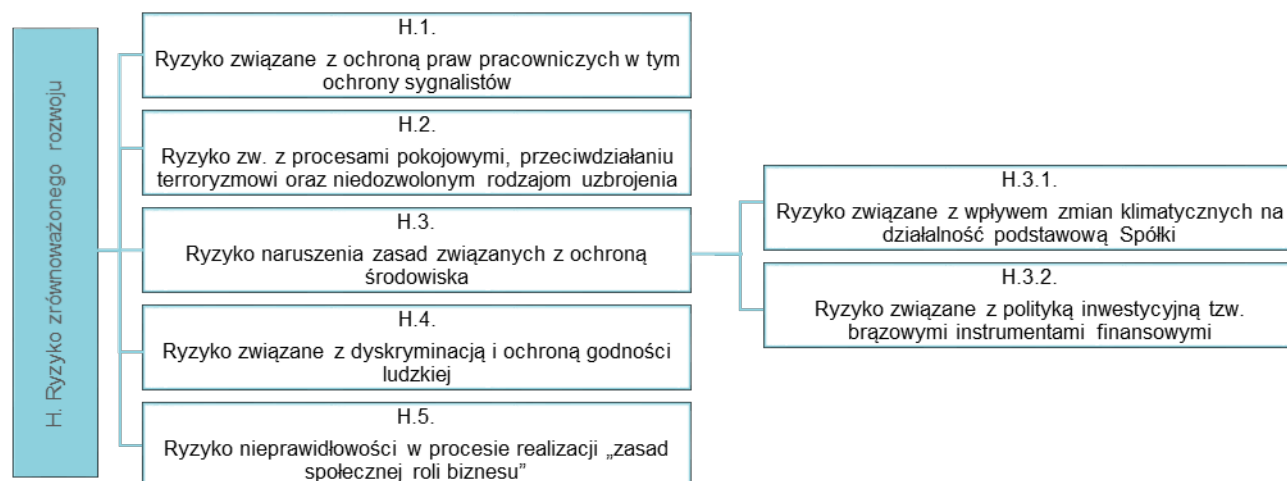 H. Ryzyko zrównoważonego rozwoju
H.1.
Ryzyko związane z ochroną praw pracowniczych w tym
ochrony sygnalistów
H.2.
Ryzyko zw. z procesami pokojowymi, przeciwdziałaniu
terroryzmowi oraz niedozwolonym rodzajom uzbrojenia
H.3.
Ryzyko naruszenia zasad związanych z ochroną
środowiska
H.3.1.
Ryzyko związane z wpływem zmian klimatycznych na
działalność podstawową Spółki
H.3.2.
Ryzyko związane z polityką inwestycyjną tzw.
brązowymi instrumentami finansowymi
H.4.
Ryzyko związane z dyskryminacją i ochroną godności
ludzkiej
H.5.
Ryzyko nieprawidłowości w procesie realizacji „zasad
społecznej roli biznesu”